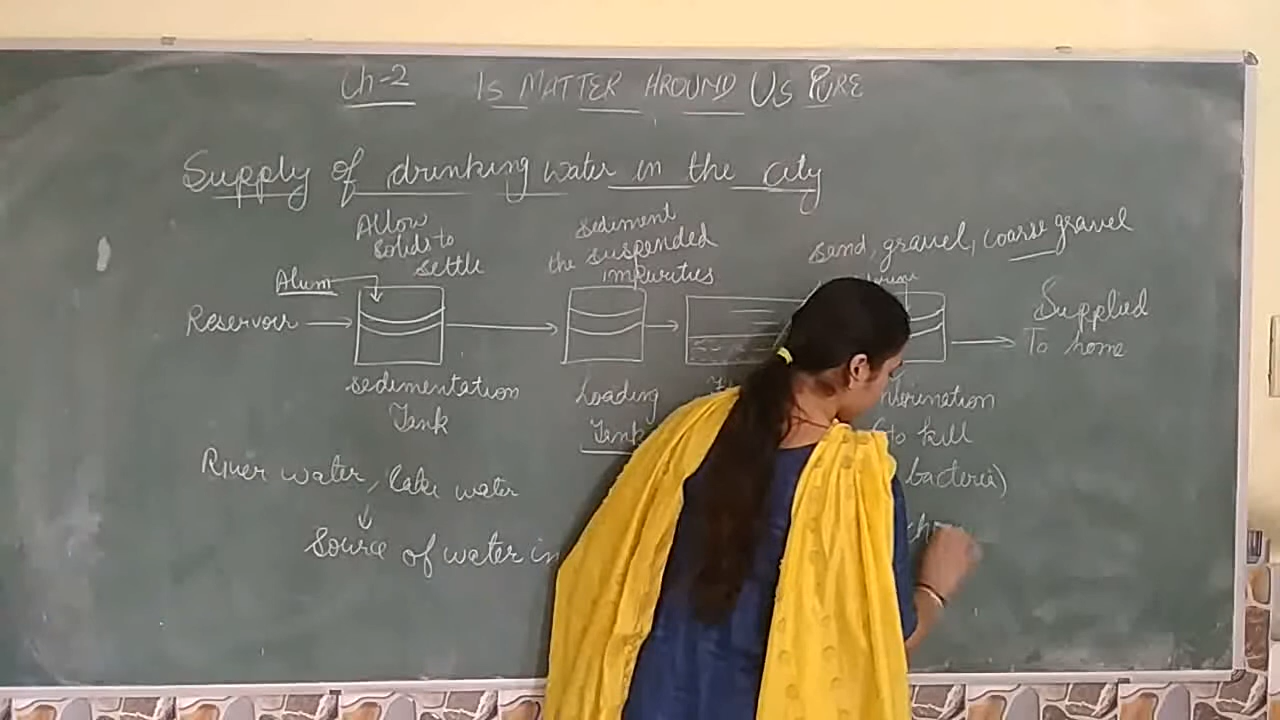 Ch-2 IS MATTER AROUND US PURE
Supply of drinking water in the city
Allow
solids to
settle
sediment
the suspended
impurities
sand, gravel, coarse gravel
Alum
Reservoir
Supplied
To home
sedimentation
Tank
Loading
Tank
to kill
bacteria)
River water, lake water
Source of water in